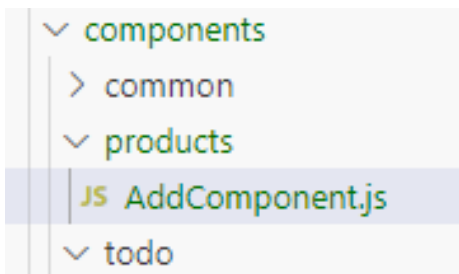 components
common
products
JS AddComponent.js
todo